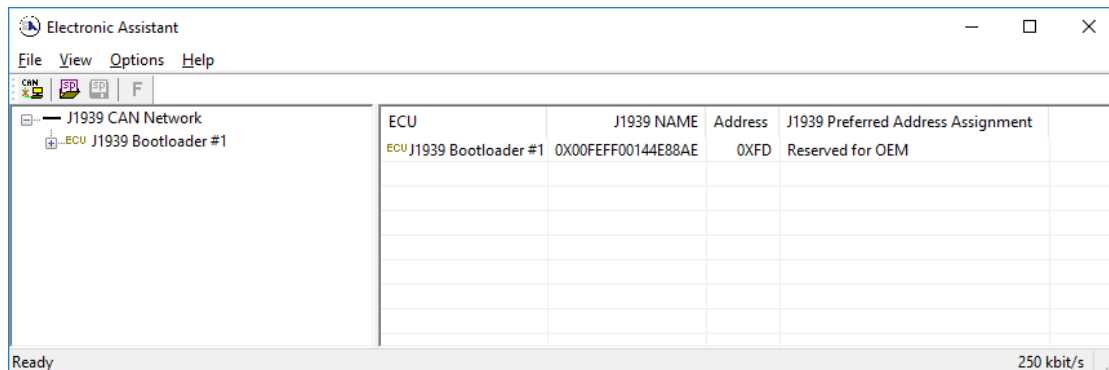 Electronic Assistant
File View Options Help
CAN SP SP F
J1939 CAN Network
ECU J1939 Bootloader #1
ECU J1939 NAME Address J1939 Preferred Address Assignment
ECU J1939 Bootloader #1 0X00FEFF00144E88AE 0XFD Reserved for OEM
Ready 250 kbit/s